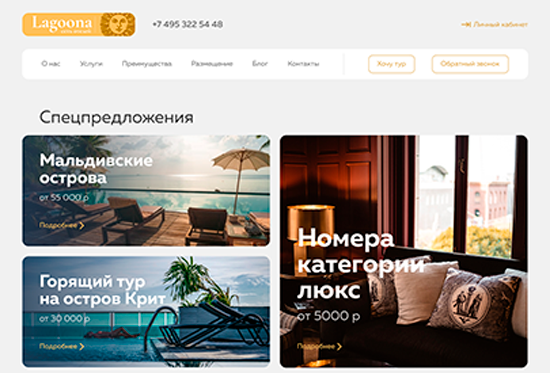 Lagoona
+7 495 322 54 48
Личный кабинет
О нас Услуги Преимущества Размещение Блог Контакты Хочу тур Обратный звонок
Спецпредложения
Мальдивские
острова
от 55 000 р
Подробнее
Горящий тур
на остров Крит
от 30 000 р
Подробнее
Номера
категории
люкс
от 5000 р
Подробнее